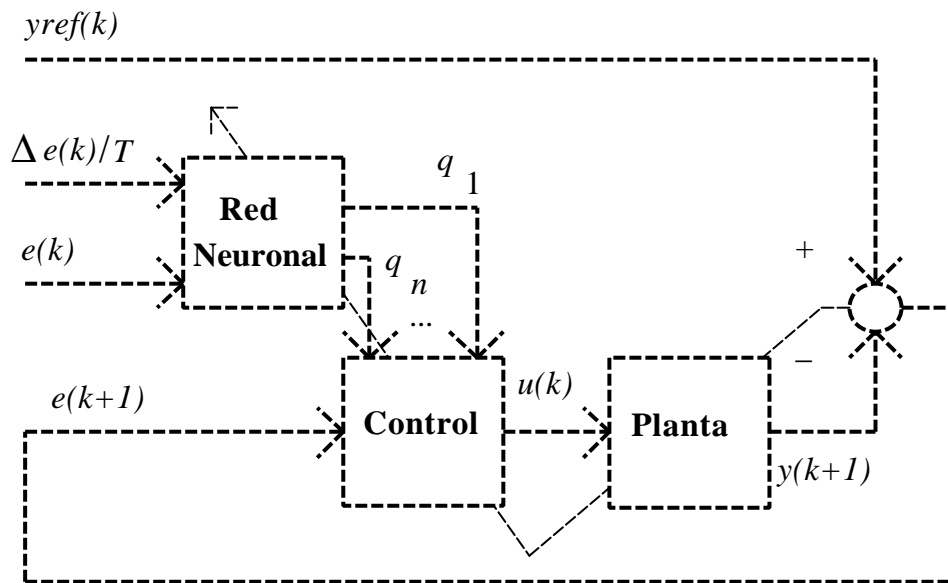 yref(k)
Δ e(k)/T
q 1
Red
Neuronal
e(k)
q n
...
+
−
e(k+1)
u(k)
Control
Planta
y(k+1)